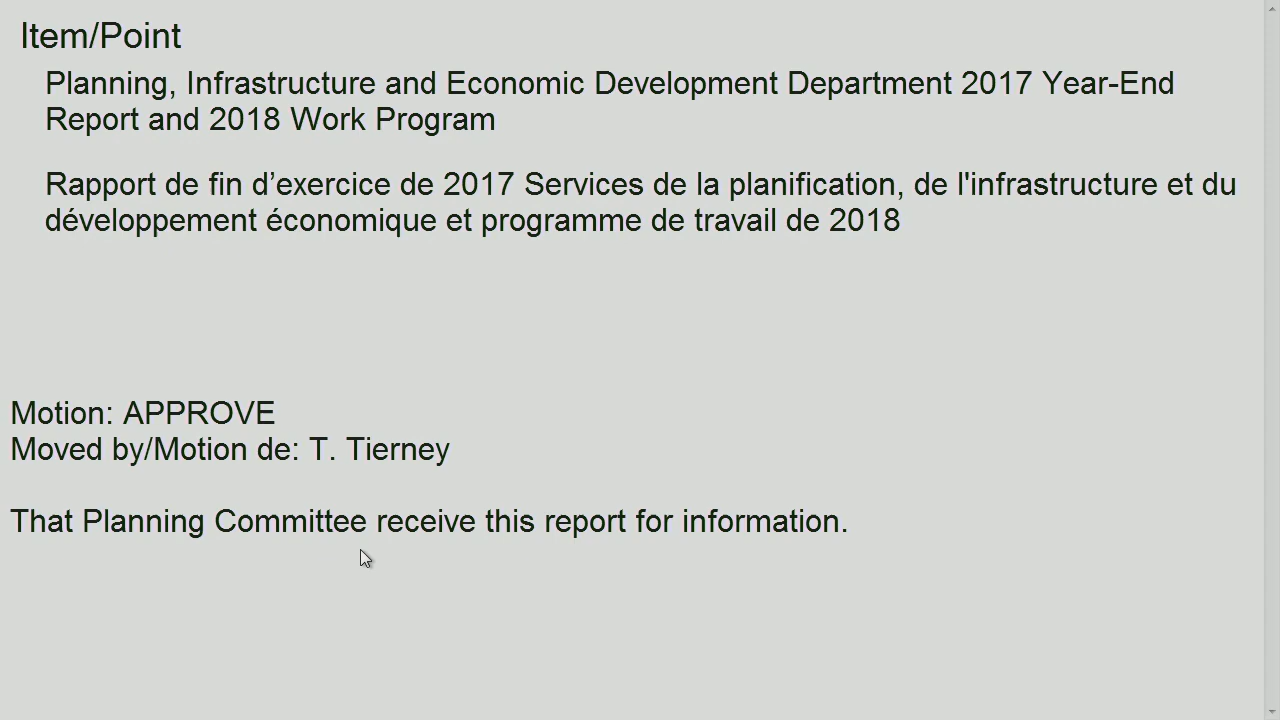 Item/Point
Planning, Infrastructure and Economic Development Department 2017 Year-End
Report and 2018 Work Program
Rapport de fin d’exercice de 2017 Services de la planification, de l'infrastructure et du
développement économique et programme de travail de 2018
Motion: APPROVE
Moved by/Motion de: T. Tierney
That Planning Committee receive this report for information.